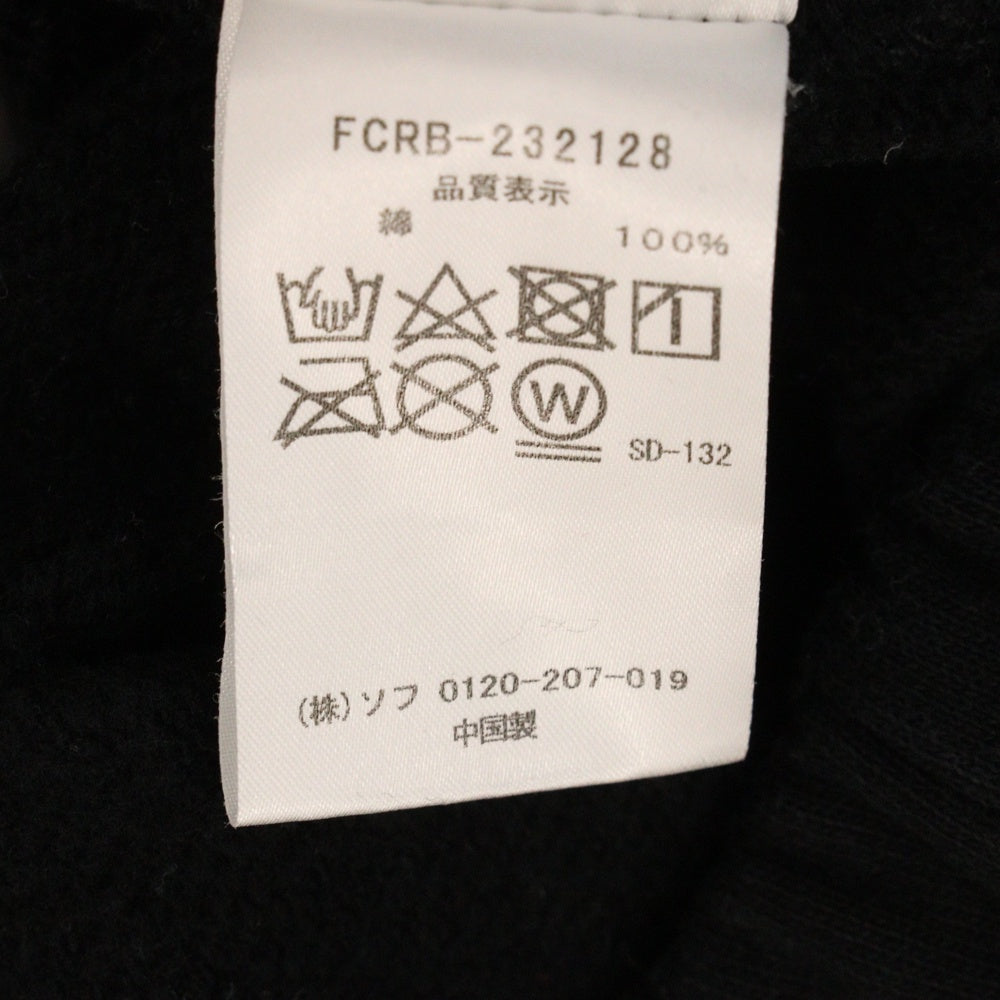 FCRB-232128
品質表示
綿 100%
W
SD-132
(株)ソフ 0120-207-019
中国製